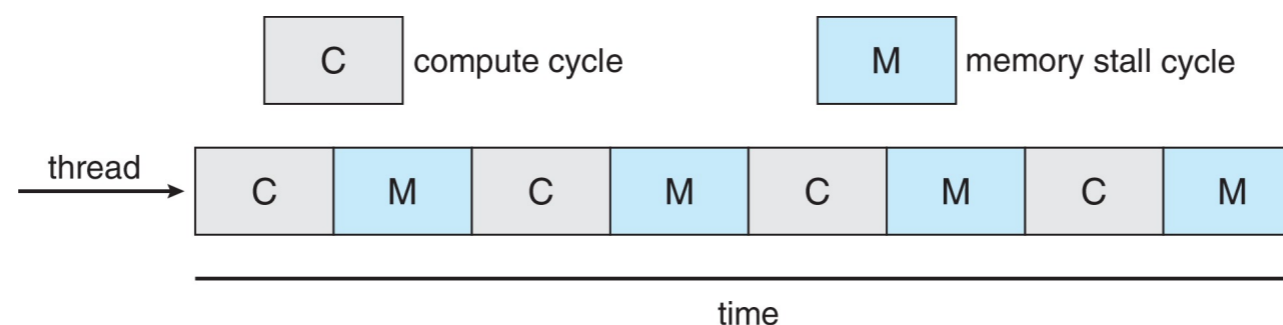 C compute cycle M memory stall cycle
thread
C M C M C M C M
time